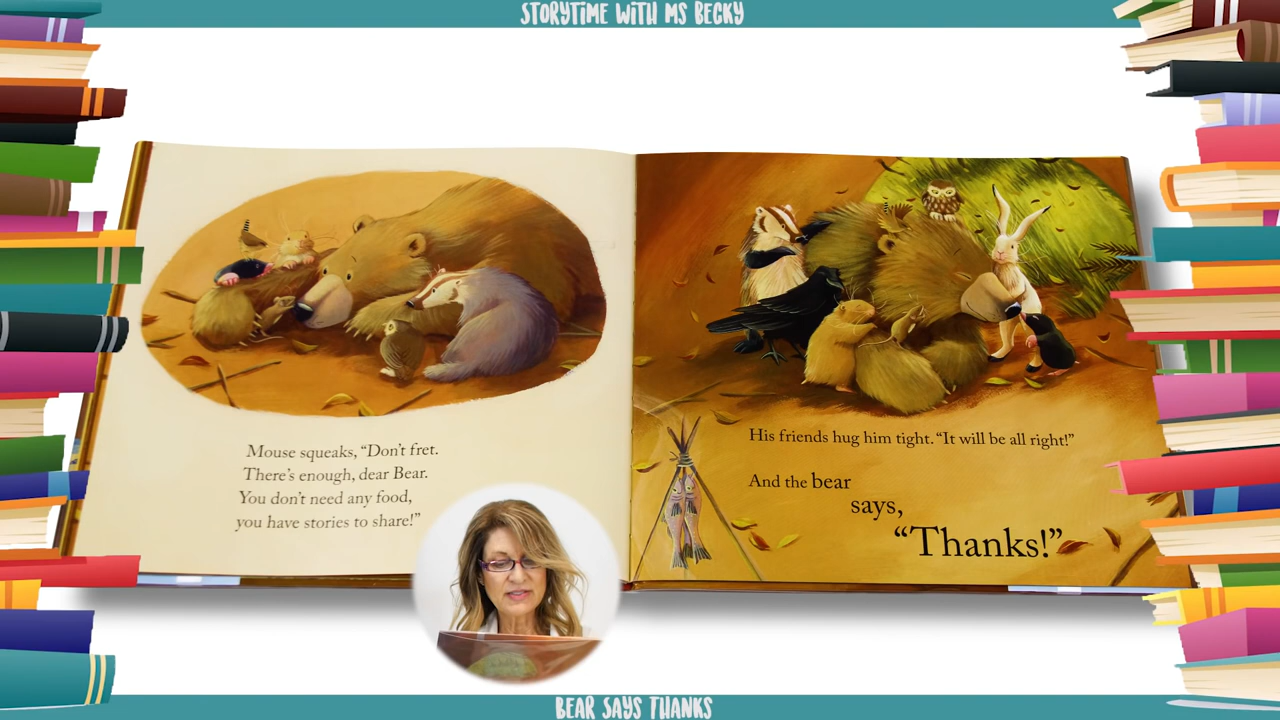 STORYTIME WITH MS BECKY
Mouse squeaks, “Don’t fret.
There’s enough, dear Bear.
You don’t need any food,
you have stories to share!”
His friends hug him tight. “It will be all right!”
And the bear
says,
“Thanks!”
BEAR SAYS THANKS